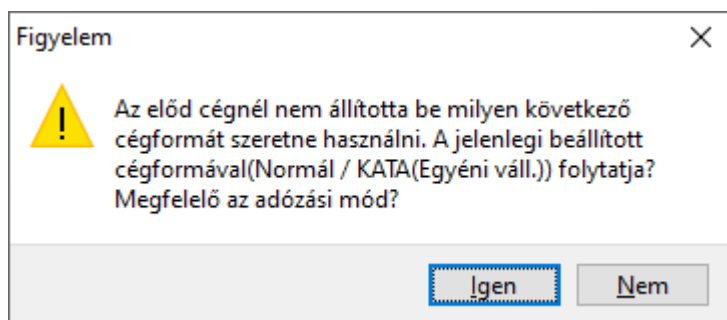 Figyelem
Az előd cégnél nem állította be milyen következő
cégformát szeretne használni. A jelenlegi beállított
cégformával(Normál / KATA(Egyéni váll.)) folytatja?
Megfelelő az adózási mód?
Igen
Nem